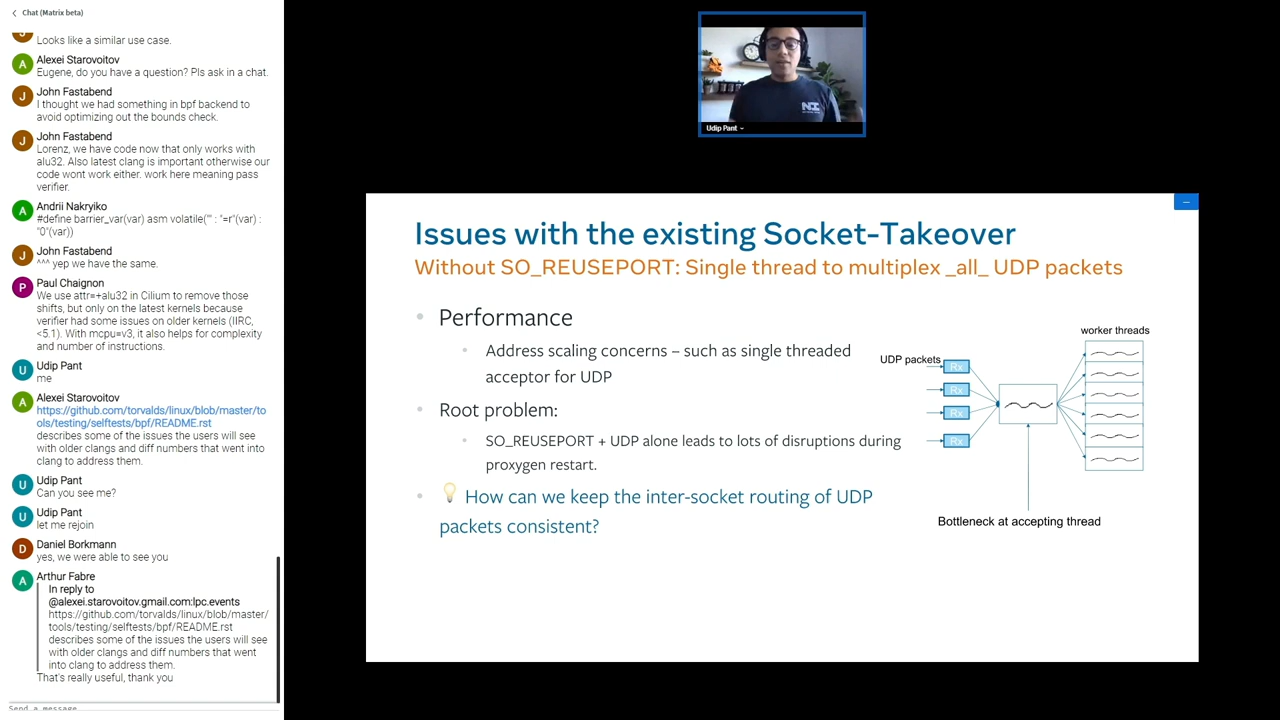 Chat (Matrix beta)
Looks like a similar use case.
A
Alexei Starovoitov
Eugene, do you have a question? Pls ask in a chat.
J
John Fastabend
I thought we had something in bpf backend to
avoid optimizing out the bounds check.
J
John Fastabend
Lorenz, we have code now that only works with
alu32. Also latest clang is important otherwise our
code wont work either. work here meaning pass
verifier.
A
Andrii Nakryiko
#define barrier_var(var) asm volatile("" : "=r"(var) :
"0"(var))
J
John Fastabend
^^^ yep we have the same.
P
Paul Chaignon
We use attr=+alu32 in Cilium to remove those
shifts, but only on the latest kernels because
verifier had some issues on older kernels (IIRC,
<5.1). With mcpu=v3, it also helps for complexity
and number of instructions.
U
Udip Pant
me
A
Alexei Starovoitov
https://github.com/torvalds/linux/blob/master/to
ols/testing/selftests/bpf/README.rst
describes some of the issues the users will see
with older clangs and diff numbers that went into
clang to address them.
U
Udip Pant
Can you see me?
U
Udip Pant
let me rejoin
D
Daniel Borkmann
yes, we were able to see you
A
Arthur Fabre
In reply to
@alexei.starovoitov.gmail.com:lpc.events
https://github.com/torvalds/linux/blob/master/
tools/testing/selftests/bpf/README.rst
describes some of the issues the users will see
with older clangs and diff numbers that went
into clang to address them.
That's really useful, thank you
Send a message
Udip Pant
Issues with the existing Socket-Takeover
Without SO_REUSEPORT: Single thread to multiplex _all_ UDP packets
• Performance
• Address scaling concerns – such as single threaded
acceptor for UDP
• Root problem:
• SO_REUSEPORT + UDP alone leads to lots of disruptions during
proxygen restart.
• 💡 How can we keep the inter-socket routing of UDP
packets consistent?
worker threads
UDP packets
Rx
Rx
Rx
Rx
Bottleneck at accepting thread